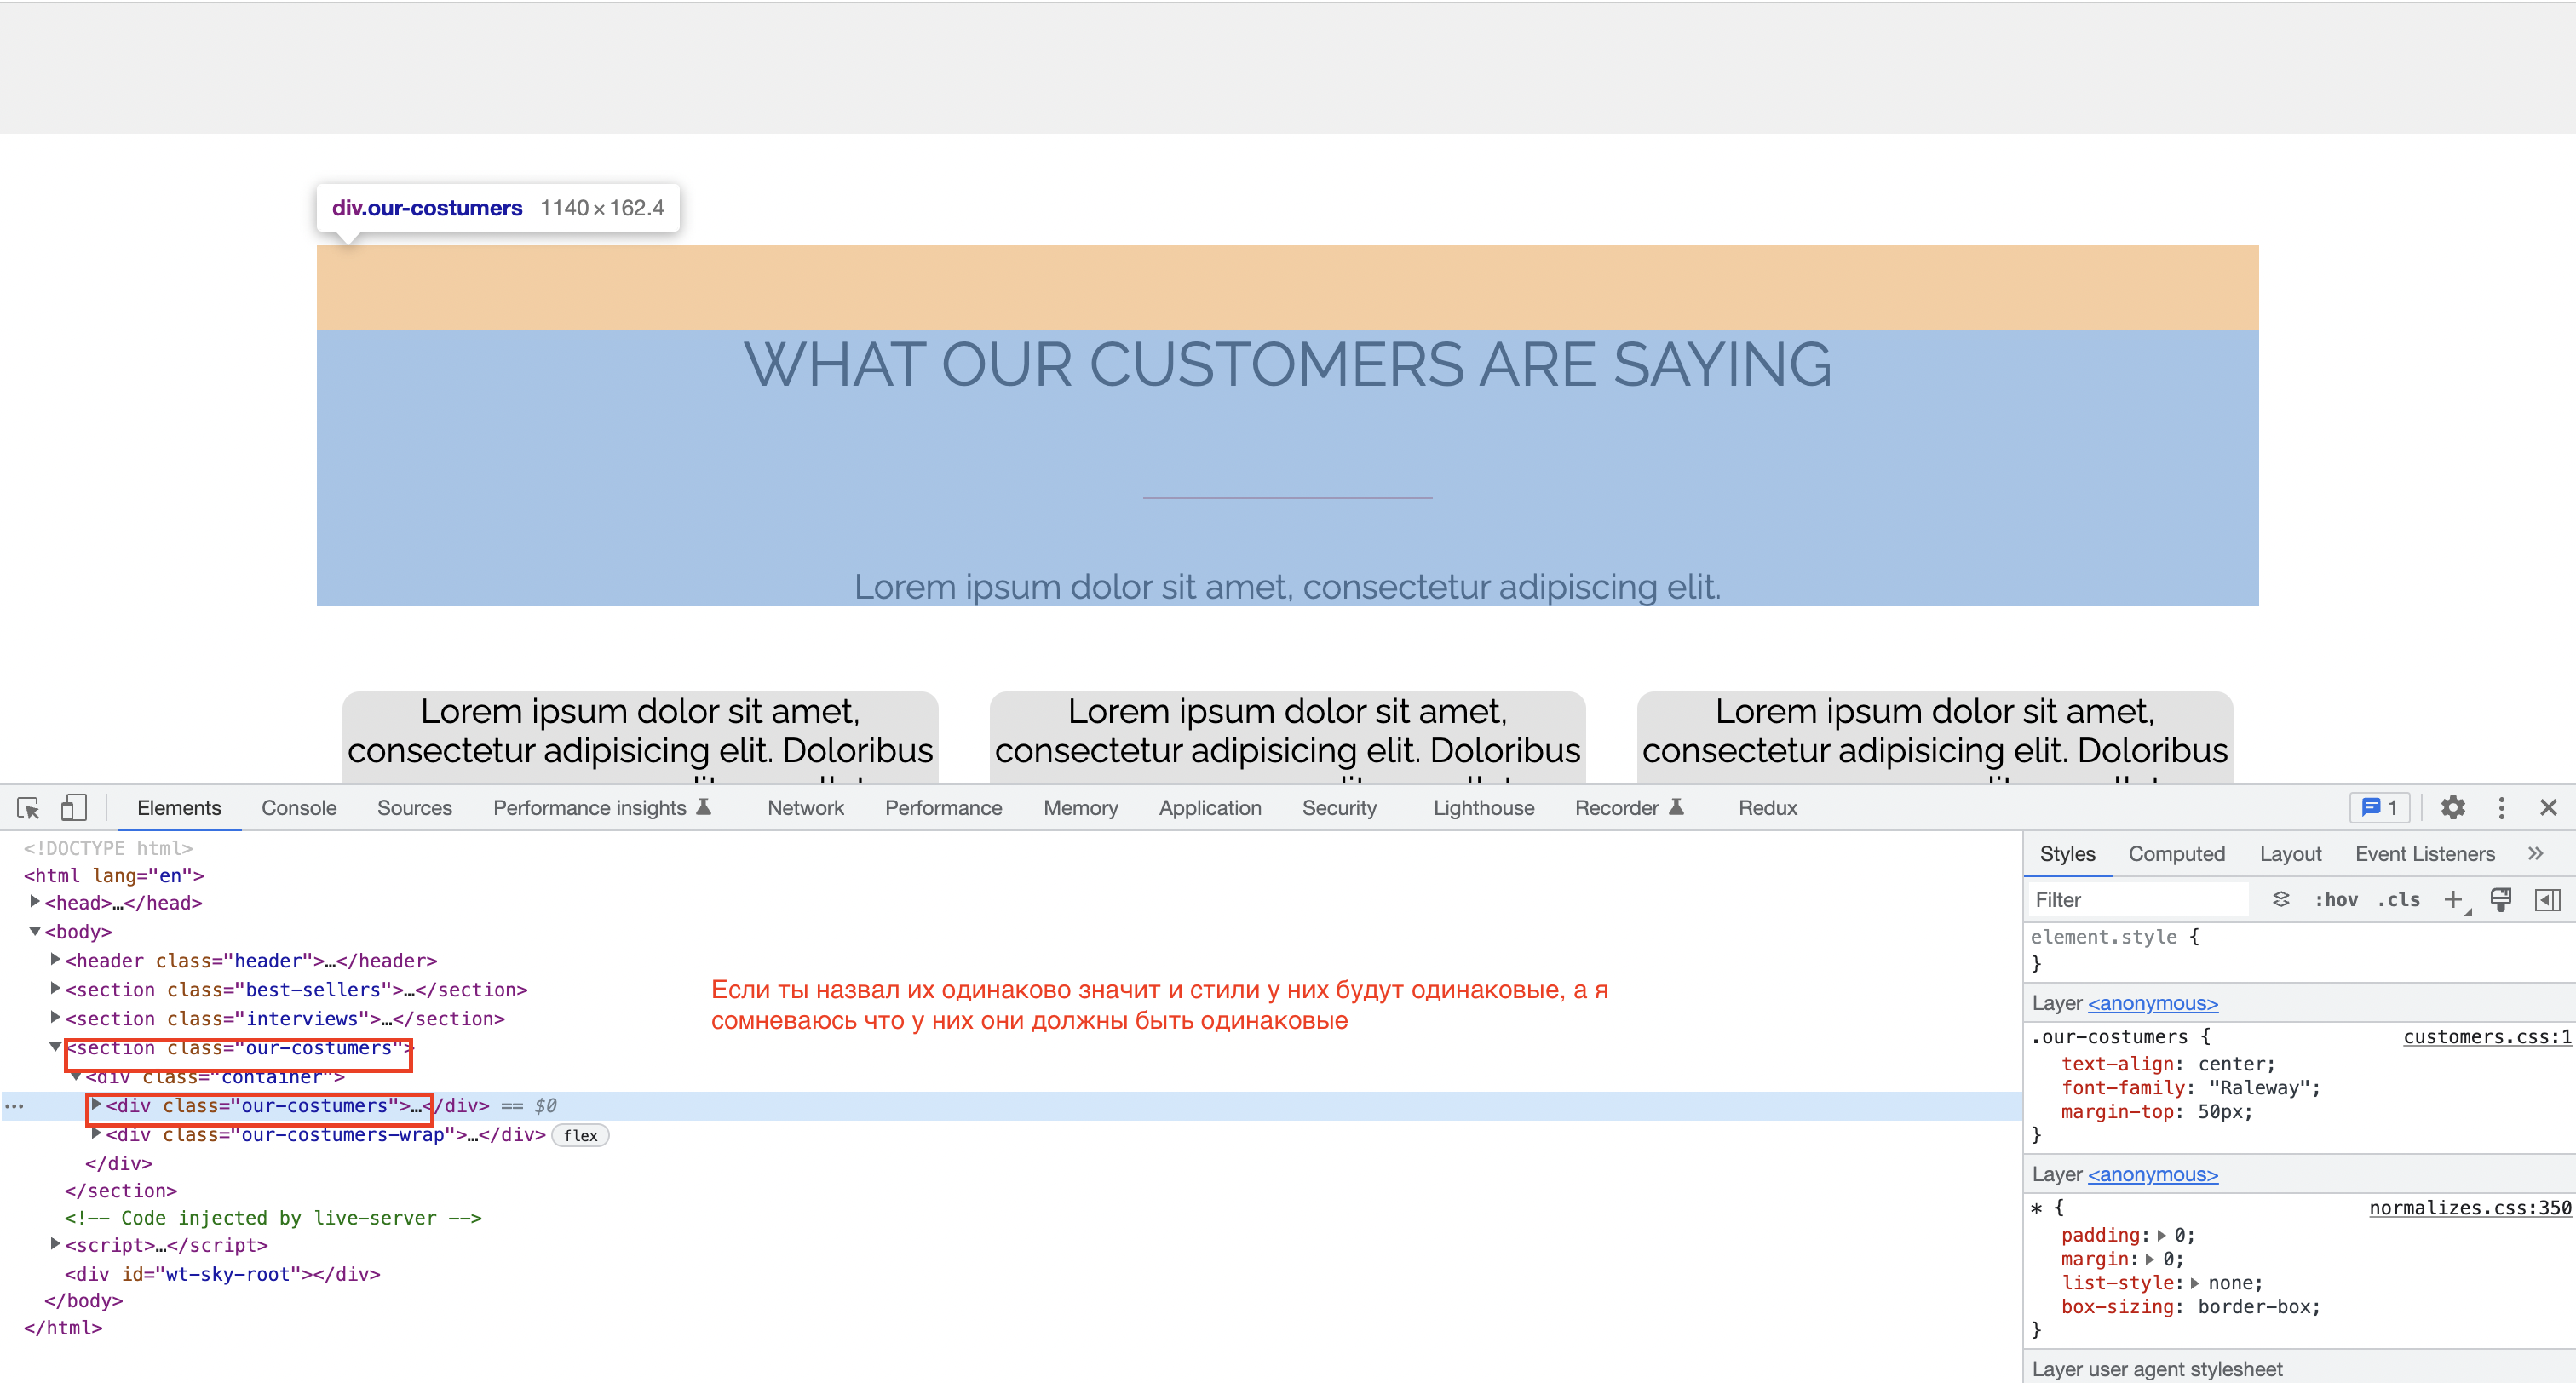 div.our-costumers 1140×162.4
WHAT OUR CUSTOMERS ARE SAYING
Lorem ipsum dolor sit amet, consectetur adipiscing elit.
Lorem ipsum dolor sit amet,
consectetur adipisicing elit. Doloribus
Lorem ipsum dolor sit amet,
consectetur adipisicing elit. Doloribus
Lorem ipsum dolor sit amet,
consectetur adipisicing elit. Doloribus
Elements Console Sources Performance insights Network Performance Memory Application Security Lighthouse Recorder Redux 1
<!DOCTYPE html>
<html lang="en">
<head>…</head>
<body>
<header class="header">…</header>
<section class="best-sellers">…</section>
<section class="interviews">…</section>
<section class="our-costumers">
<div class="container">
<div class="our-costumers">…</div> == $0
<div class="our-costumers-wrap">…</div> flex
</div>
</section>
<!-- Code injected by live-server -->
<script>…</script>
<div id="wt-sky-root"></div>
</body>
</html>
Если ты назвал их одинаково значит и стили у них будут одинаковые, а я
сомневаюсь что у них они должны быть одинаковые
Styles Computed Layout Event Listeners
Filter :hov .cls
element.style {
}
Layer <anonymous>
.our-costumers { customers.css:1
text-align: center;
font-family: "Raleway";
margin-top: 50px;
}
Layer <anonymous>
* { normalizes.css:350
padding: 0;
margin: 0;
list-style: none;
box-sizing: border-box;
}
Layer user agent stylesheet